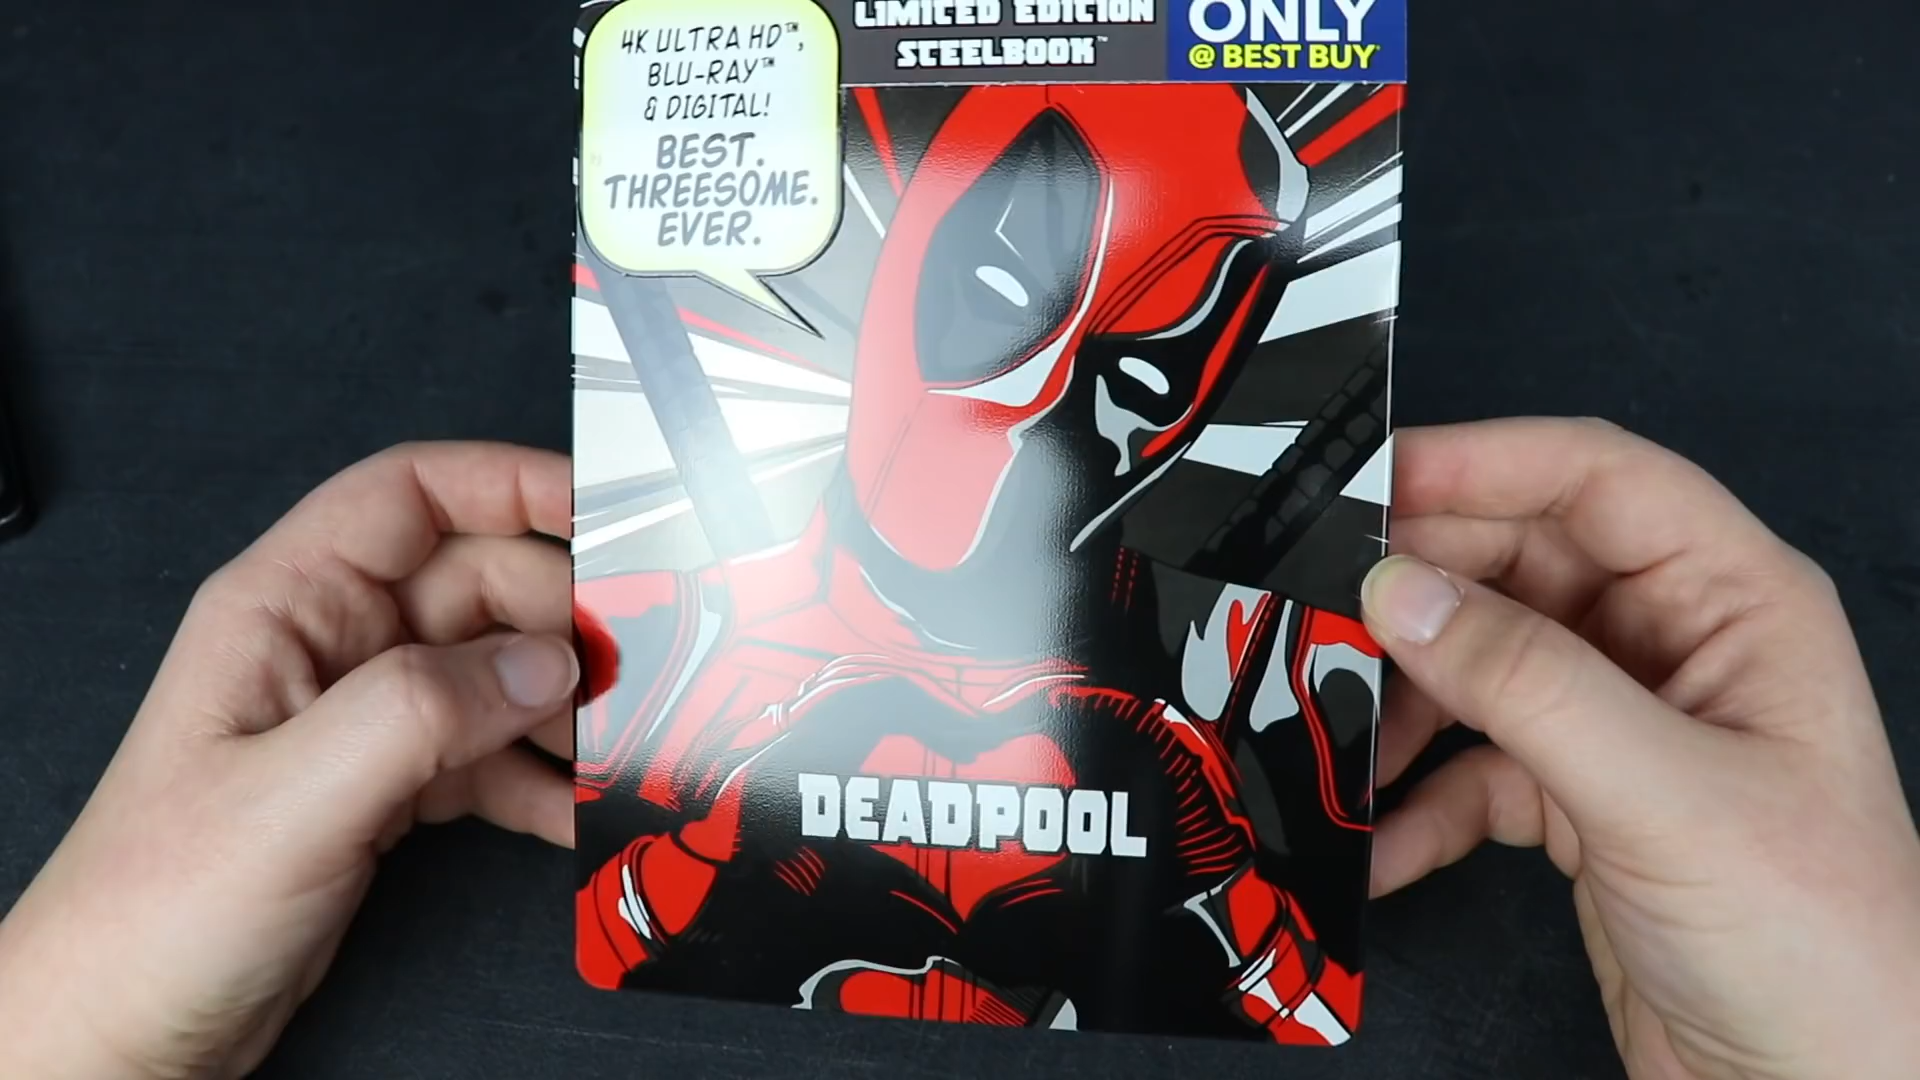 4K ULTRA HD™,
BLU-RAY™
& DIGITAL!
BEST.
THREESOME.
EVER.
LIMITED EDITION
STEELBOOK™
ONLY
@ BEST BUY®
DEADPOOL